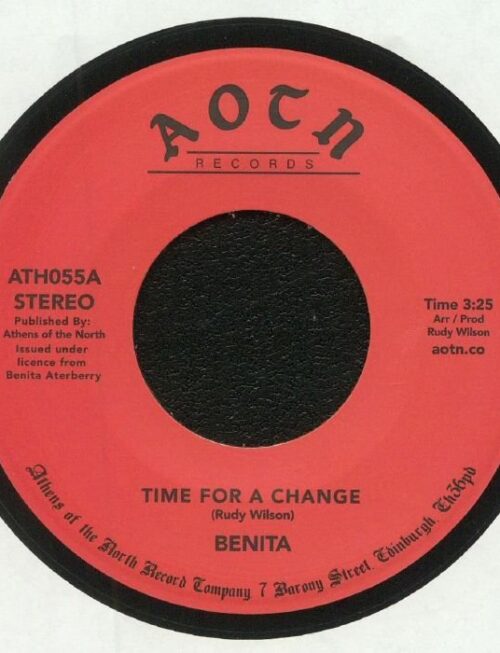 AOTN
RECORDS
ATH055A
STEREO
Published By:
Athens of the North
Issued under
licence from
Benita Aterberry
Time 3:25
Arr / Prod
Rudy Wilson
aotn.co
TIME FOR A CHANGE
(Rudy Wilson)
BENITA
Athens of the North Record Company, 7 Barony Street, Edinburgh, Eh36pd